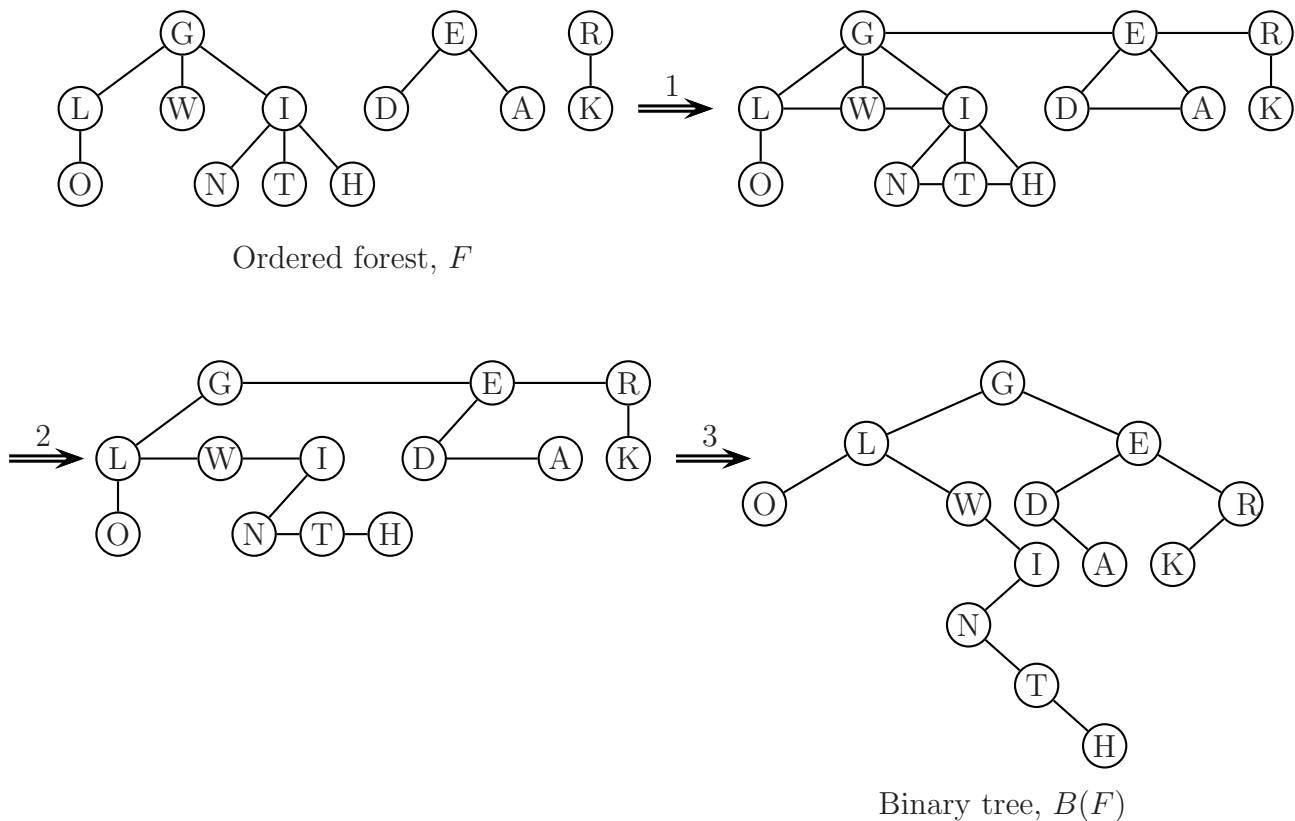 G E R G E R
L W I D A K 1 L W I D A K
O N T H O N T H
Ordered forest, F
G E R G
2 L W I D A K 3 L E
O N T H O W D R
I A K
N
T
H
Binary tree, B(F)